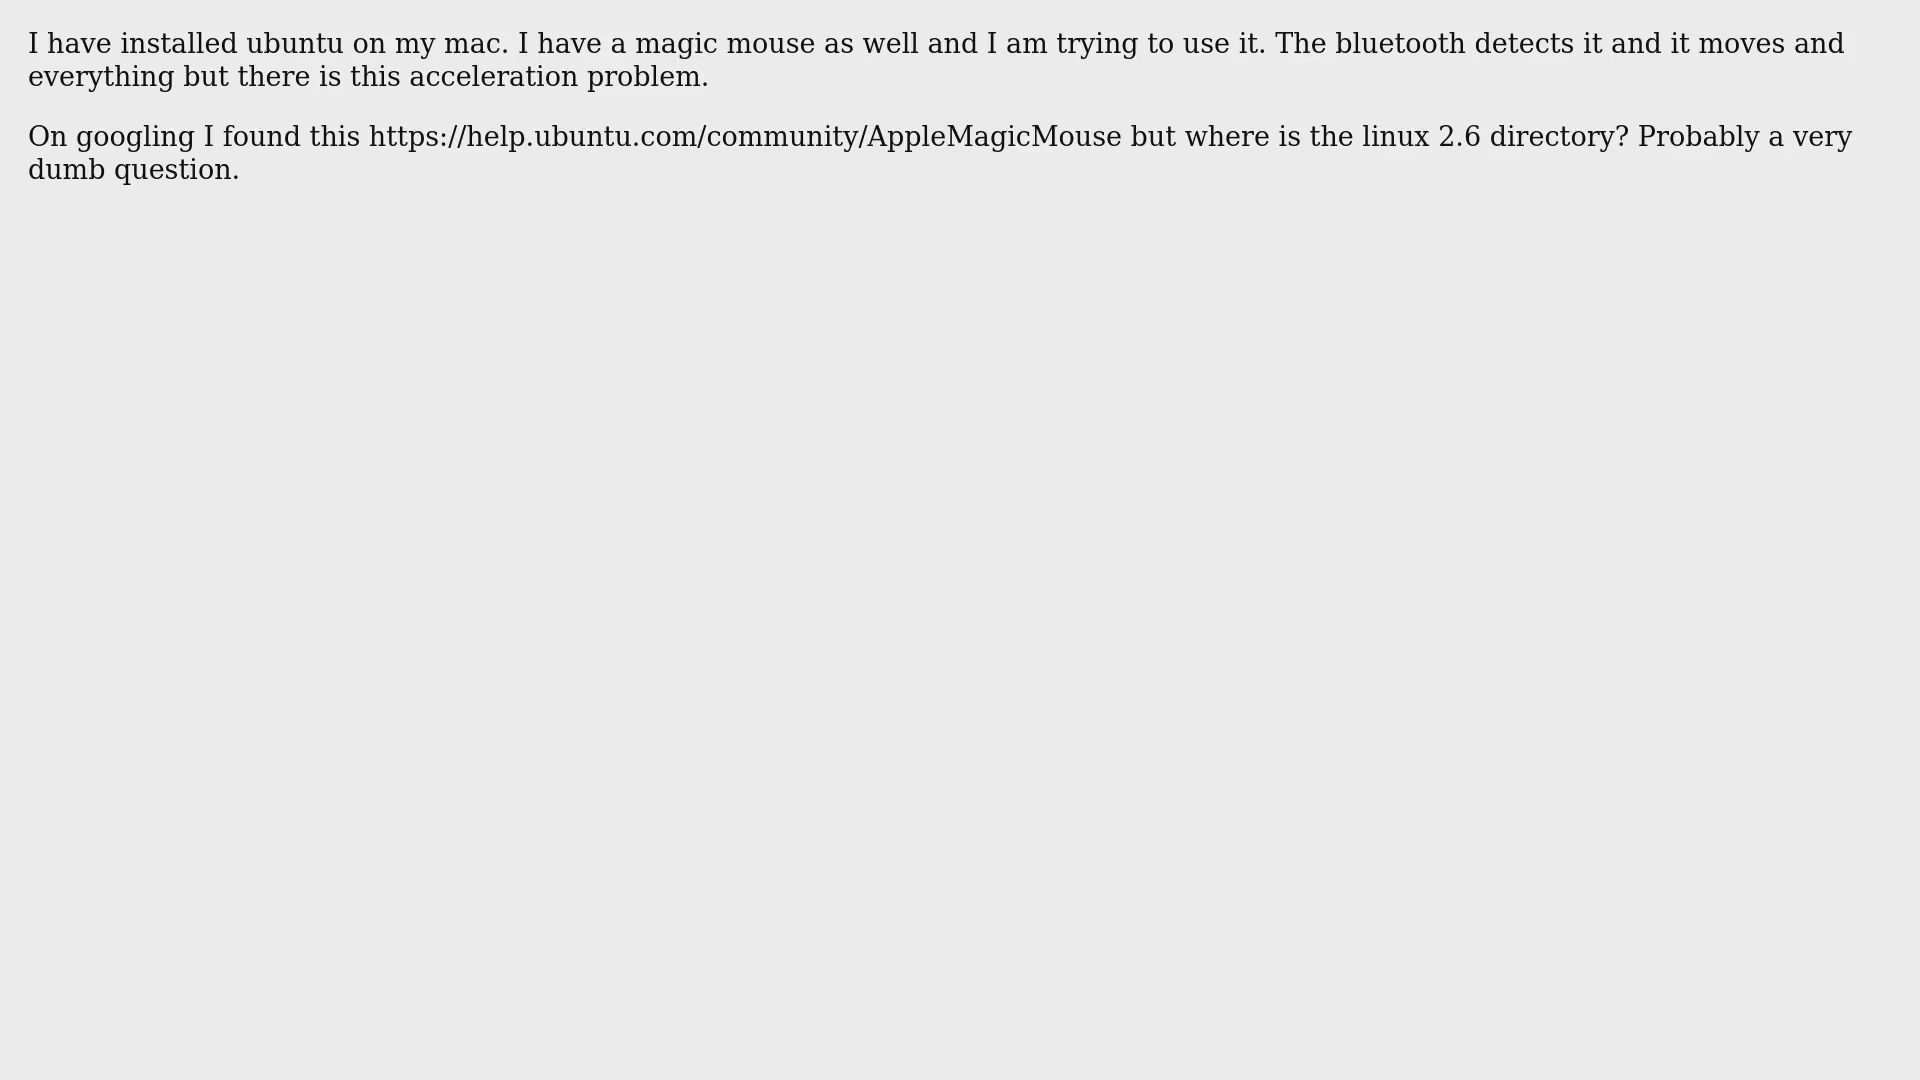 I have installed ubuntu on my mac. I have a magic mouse as well and I am trying to use it. The bluetooth detects it and it moves and
everything but there is this acceleration problem.
On googling I found this https://help.ubuntu.com/community/AppleMagicMouse but where is the linux 2.6 directory? Probably a very
dumb question.